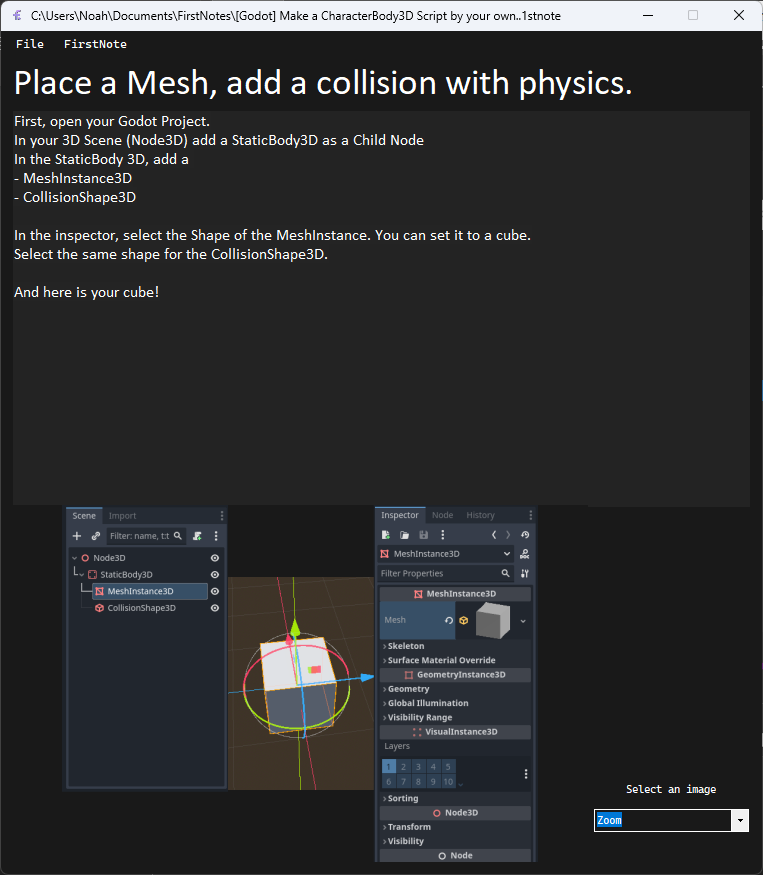 C:\Users\Noah\Documents\FirstNotes\[Godot] Make a CharacterBody3D Script by your own..1stnote
File FirstNote
Place a Mesh, add a collision with physics.
First, open your Godot Project.
In your 3D Scene (Node3D) add a StaticBody3D as a Child Node
In the StaticBody 3D, add a
- MeshInstance3D
- CollisionShape3D
In the inspector, select the Shape of the MeshInstance. You can set it to a cube.
Select the same shape for the CollisionShape3D.
And here is your cube!
Scene Import
Filter: name, t:t
Node3D
StaticBody3D
MeshInstance3D
CollisionShape3D
Inspector Node History
MeshInstance3D
Filter Properties
MeshInstance3D
Mesh
Skeleton
Surface Material Override
GeometryInstance3D
Geometry
Global Illumination
Visibility Range
VisualInstance3D
Layers
1 2 3 4 5
6 7 8 9 10
Sorting
Node3D
Transform
Visibility
Node
Select an image
Zoom